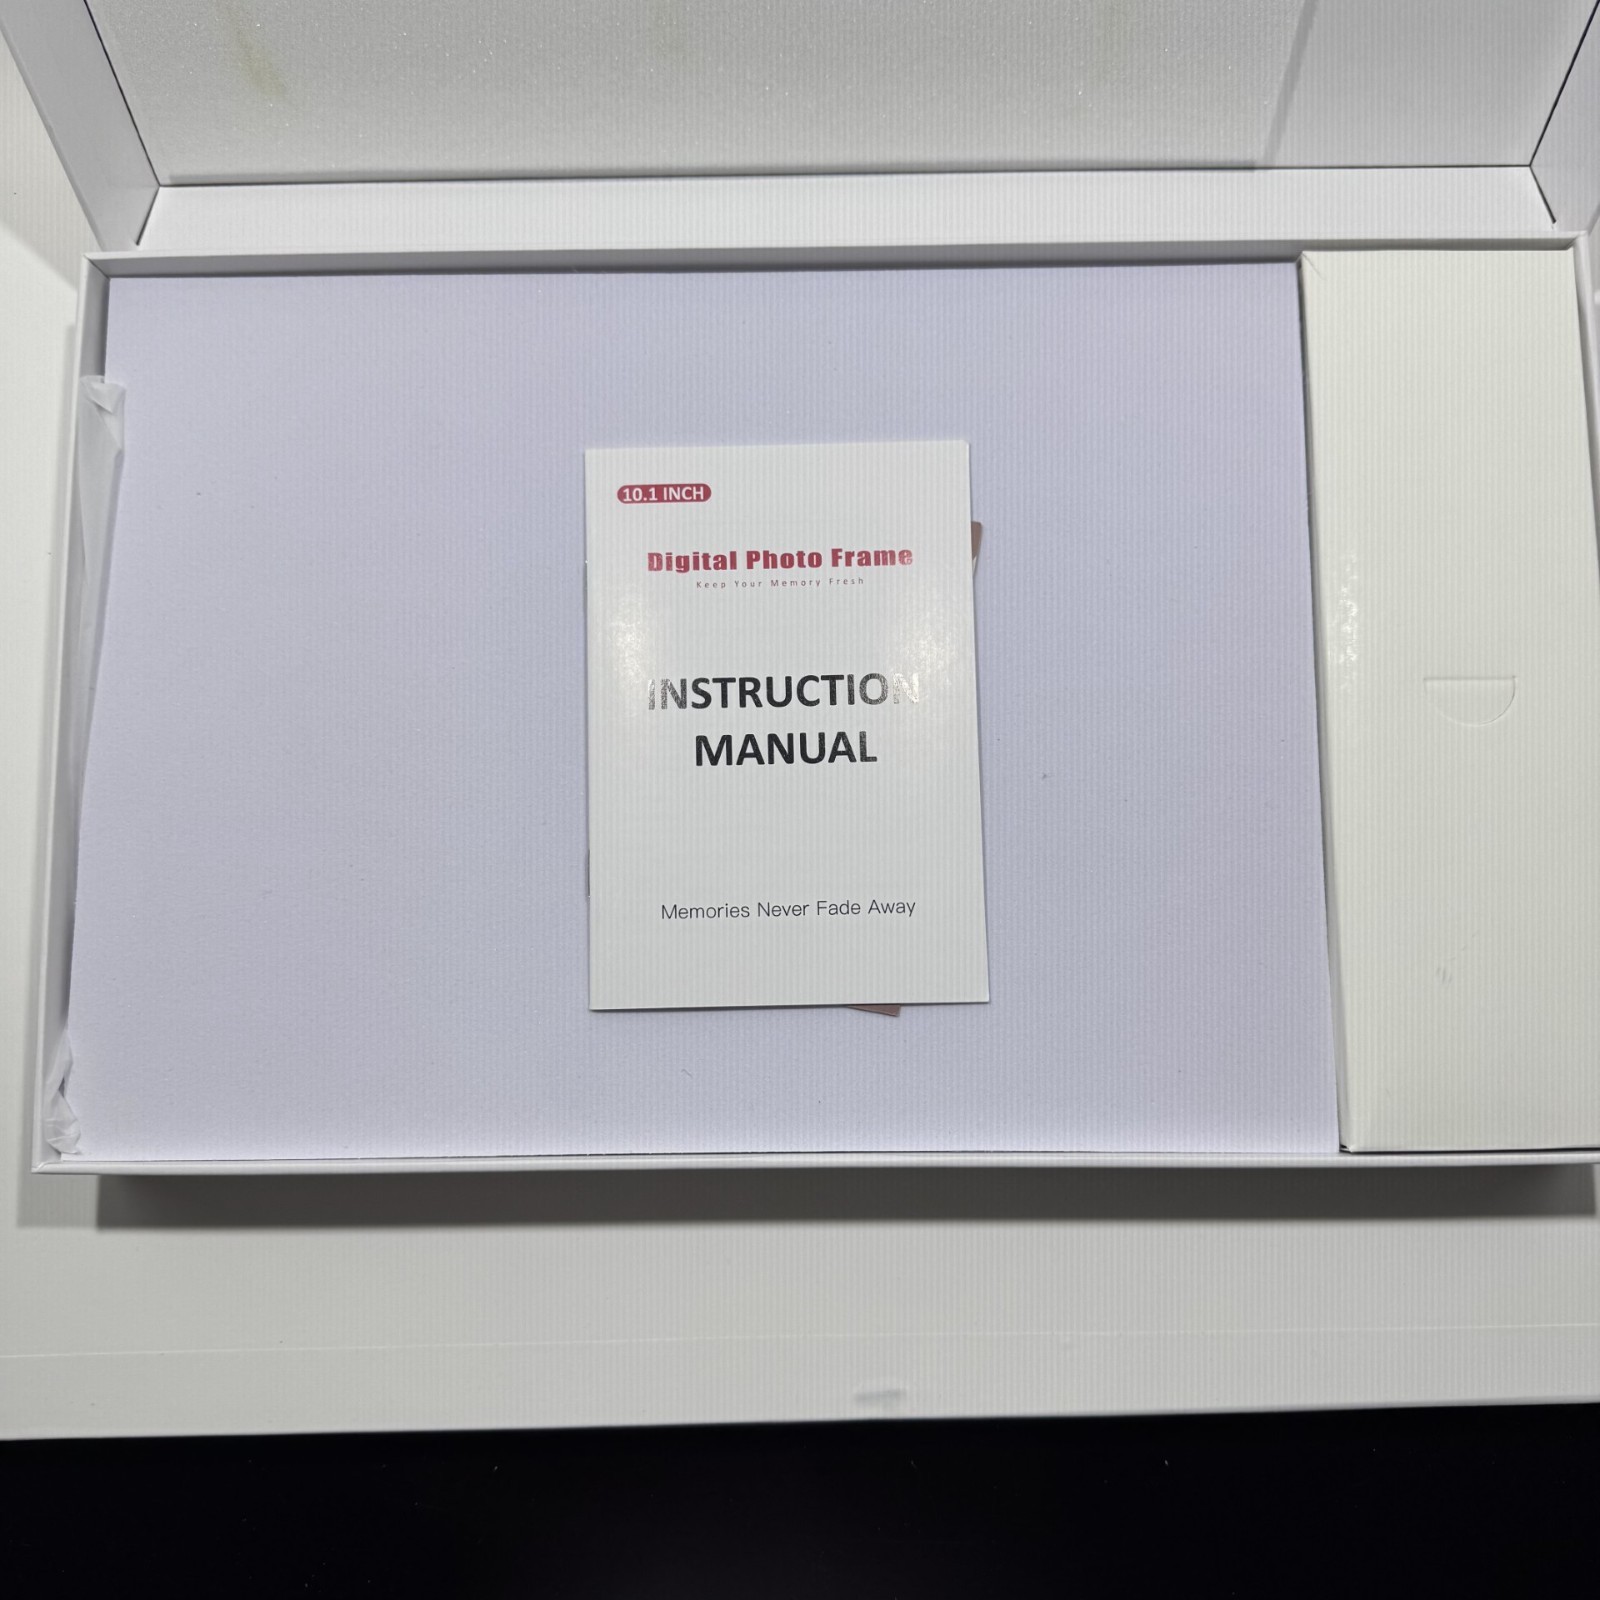 10.1 INCH
Digital Photo Frame
Keep Your Memory Fresh
INSTRUCTION
MANUAL
Memories Never Fade Away